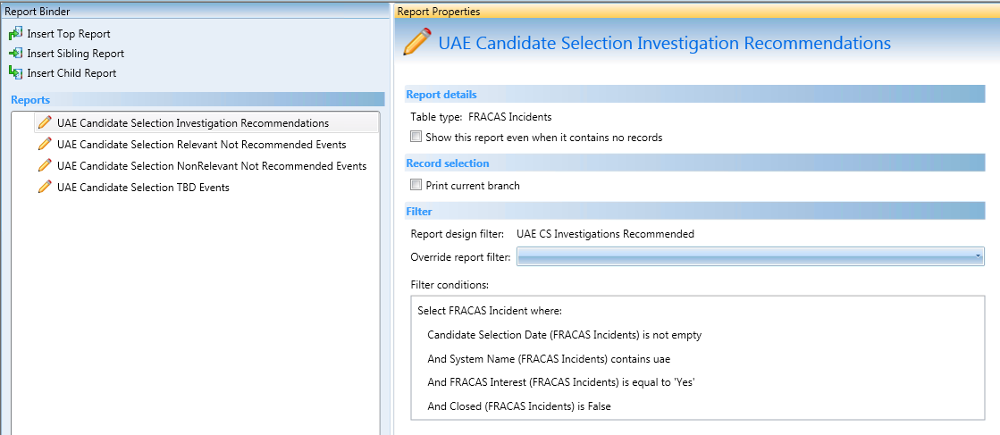 Report Binder
Insert Top Report
Insert Sibling Report
Insert Child Report
Reports
UAE Candidate Selection Investigation Recommendations
UAE Candidate Selection Relevant Not Recommended Events
UAE Candidate Selection NonRelevant Not Recommended Events
UAE Candidate Selection TBD Events
Report Properties
UAE Candidate Selection Investigation Recommendations
Report details
Table type: FRACAS Incidents
Show this report even when it contains no records
Record selection
Print current branch
Filter
Report design filter: UAE CS Investigations Recommended
Override report filter:
Filter conditions:
Select FRACAS Incident where:
Candidate Selection Date (FRACAS Incidents) is not empty
And System Name (FRACAS Incidents) contains uae
And FRACAS Interest (FRACAS Incidents) is equal to 'Yes'
And Closed (FRACAS Incidents) is False